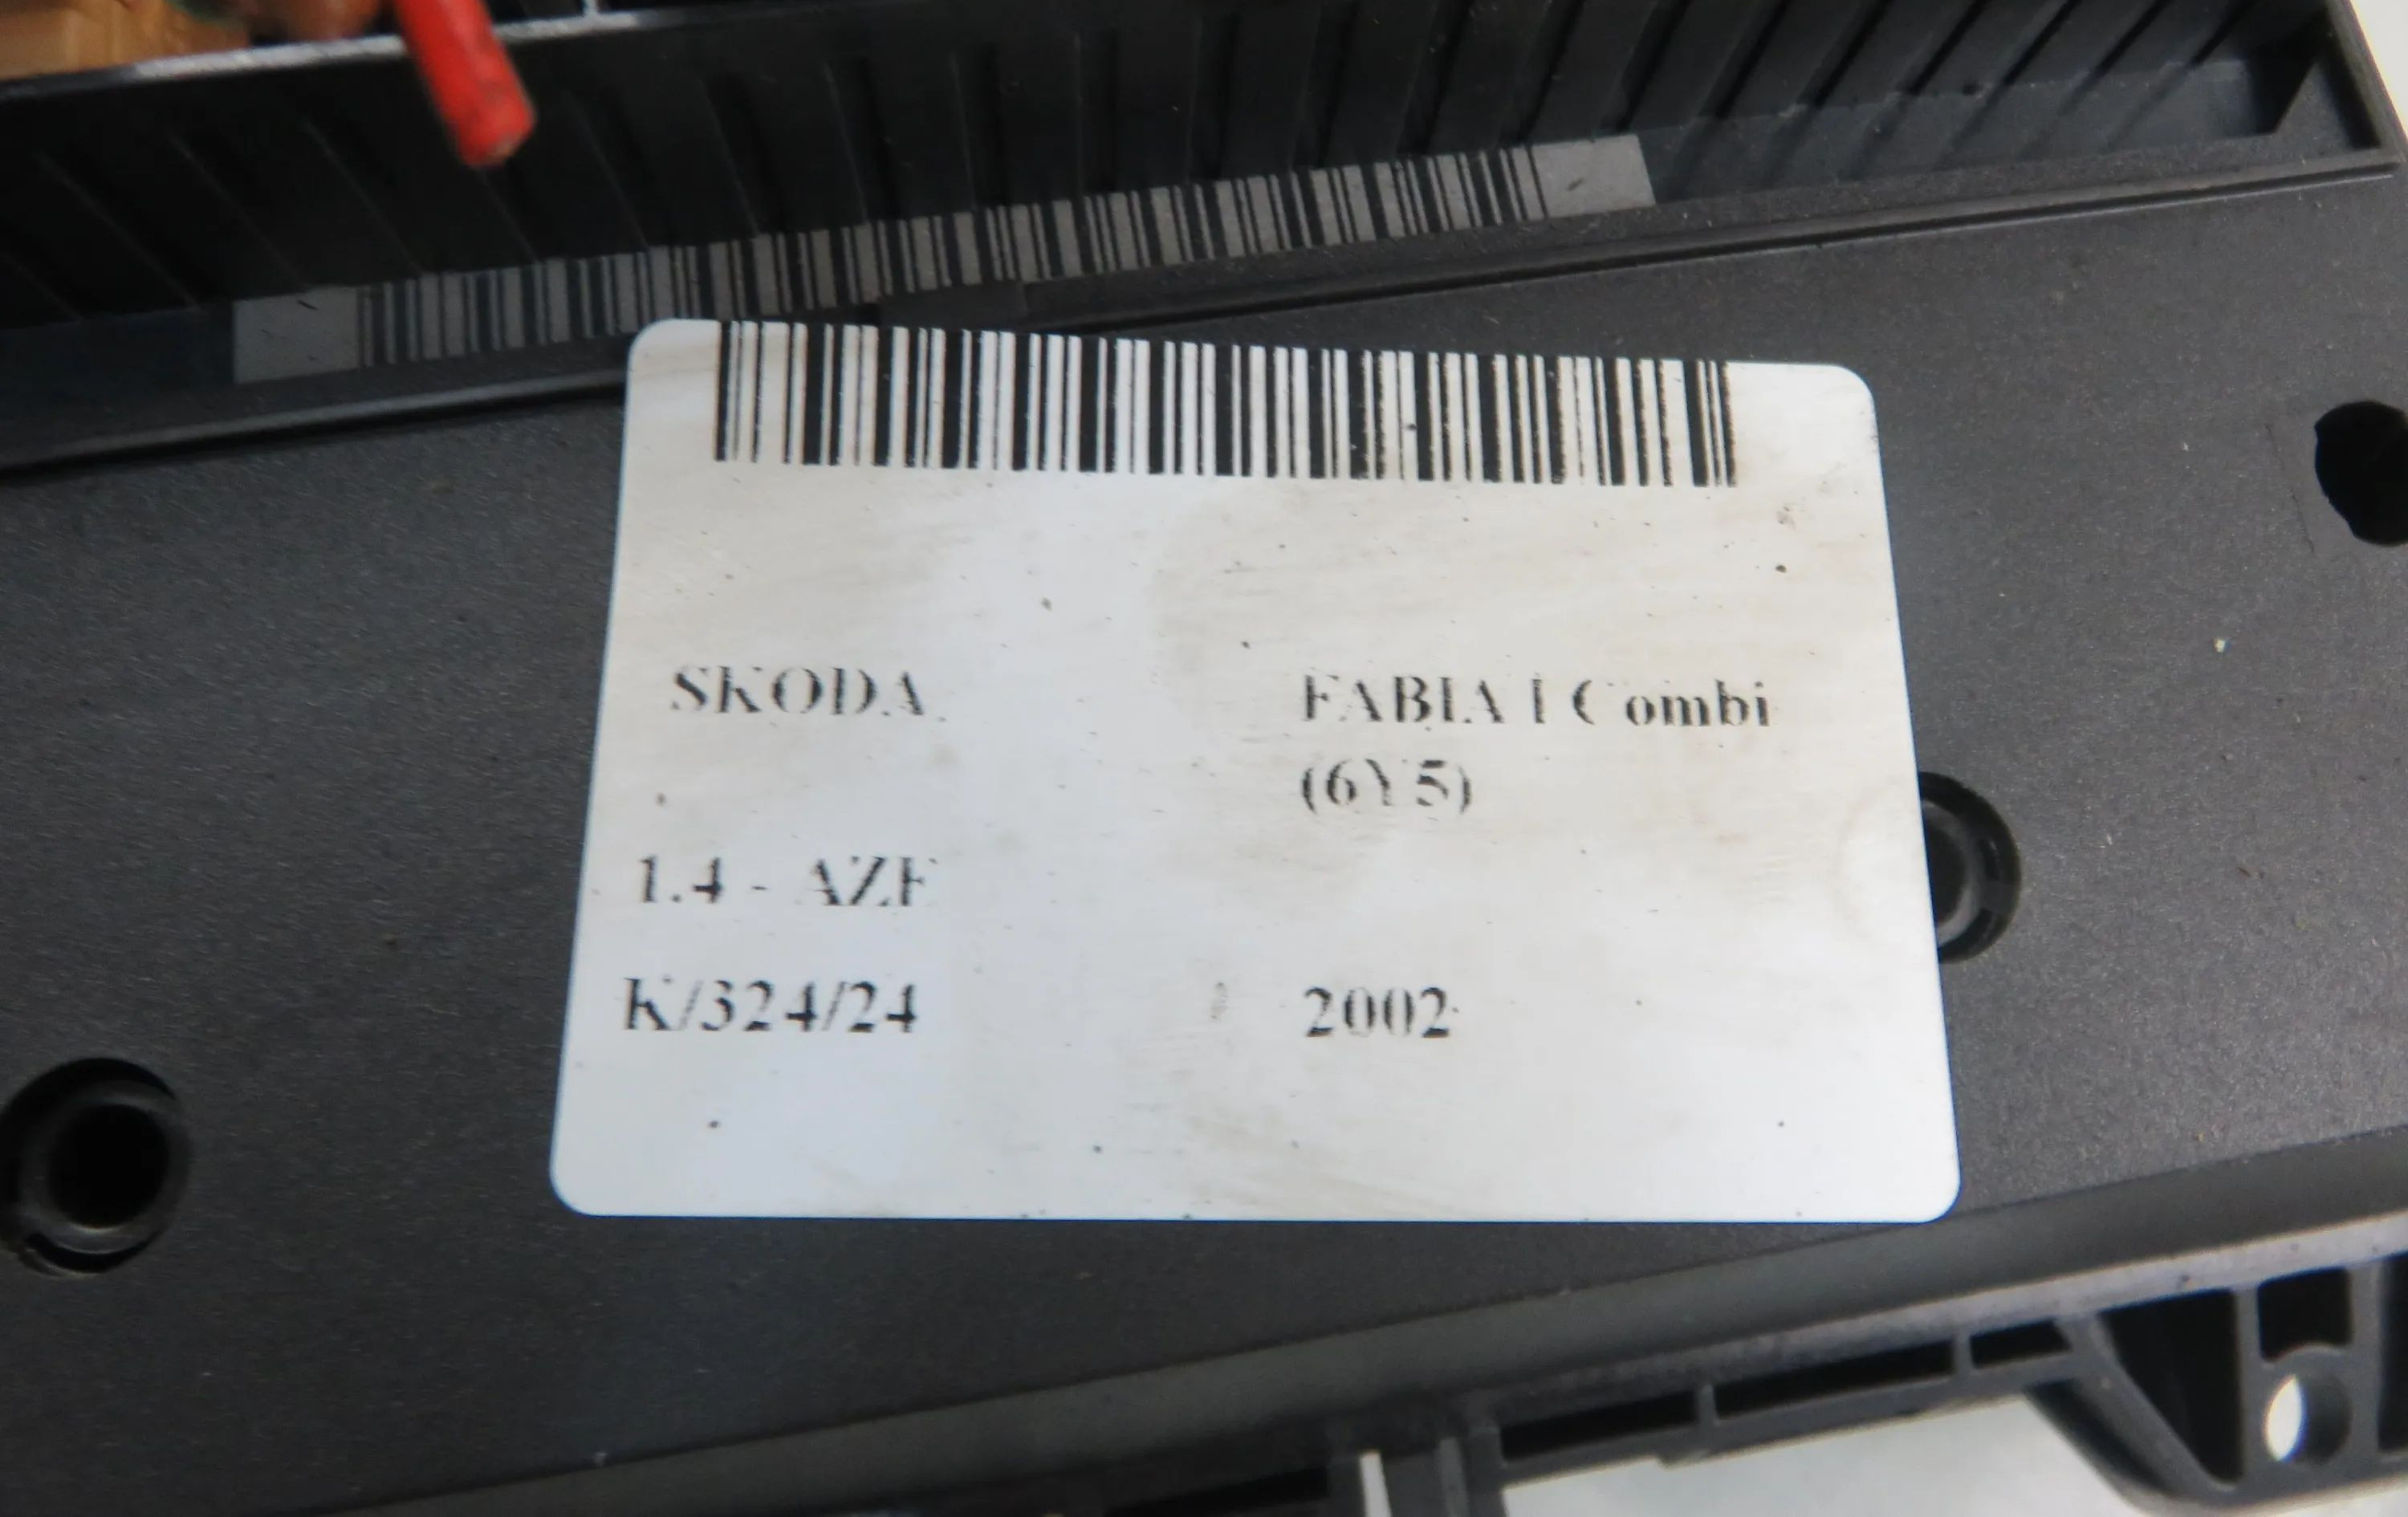 SKODA FABIA I Combi
(6Y5)
1.4 - AZF
K/324/24 2002